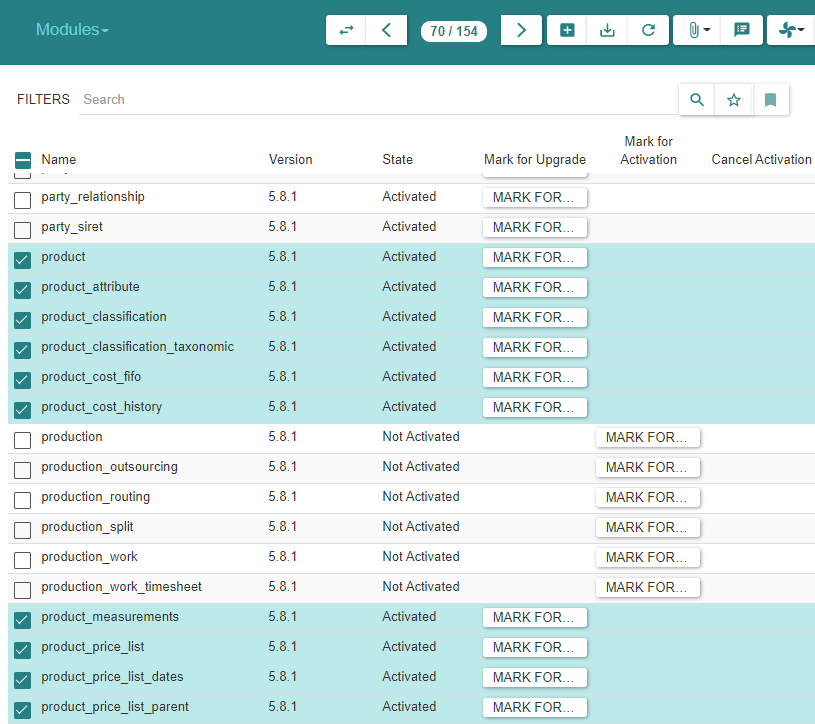 Modules
70 / 154
FILTERS Search
Name Version State Mark for Upgrade Mark for Activation Cancel Activation
party_relationship 5.8.1 Activated MARK FOR...
party_siret 5.8.1 Activated MARK FOR...
product 5.8.1 Activated MARK FOR...
product_attribute 5.8.1 Activated MARK FOR...
product_classification 5.8.1 Activated MARK FOR...
product_classification_taxonomic 5.8.1 Activated MARK FOR...
product_cost_fifo 5.8.1 Activated MARK FOR...
product_cost_history 5.8.1 Activated MARK FOR...
production 5.8.1 Not Activated MARK FOR...
production_outsourcing 5.8.1 Not Activated MARK FOR...
production_routing 5.8.1 Not Activated MARK FOR...
production_split 5.8.1 Not Activated MARK FOR...
production_work 5.8.1 Not Activated MARK FOR...
production_work_timesheet 5.8.1 Not Activated MARK FOR...
product_measurements 5.8.1 Activated MARK FOR...
product_price_list 5.8.1 Activated MARK FOR...
product_price_list_dates 5.8.1 Activated MARK FOR...
product_price_list_parent 5.8.1 Activated MARK FOR...